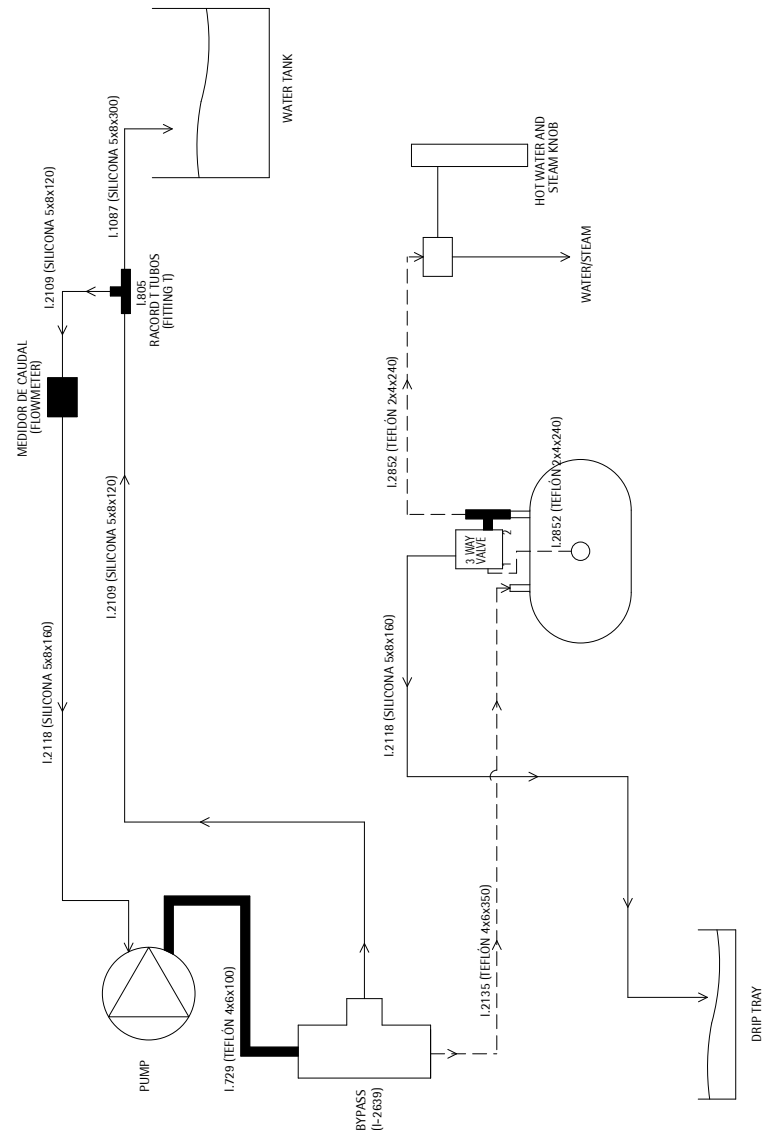 WATER TANK
I.1087 (SILICONA 5x8x300)
I.2109 (SILICONA 5x8x120)
I.805
RACORD T TUBOS
(FITTING T)
MEDIDOR DE CAUDAL
(FLOWMETER)
I.2109 (SILICONA 5x8x120)
I.2118 (SILICONA 5x8x160)
PUMP
I.729 (TEFLÓN 4x6x100)
BYPASS
(I-2639)
HOT WATER AND
STEAM KNOB
WATER/STEAM
I.2852 (TEFLÓN 2x4x240)
3 WAY
VALVE
1
2
I.2852 (TEFLÓN 2x4x240)
I.2118 (SILICONA 5x8x160)
I.2135 (TEFLÓN 4x6x350)
DRIP TRAY